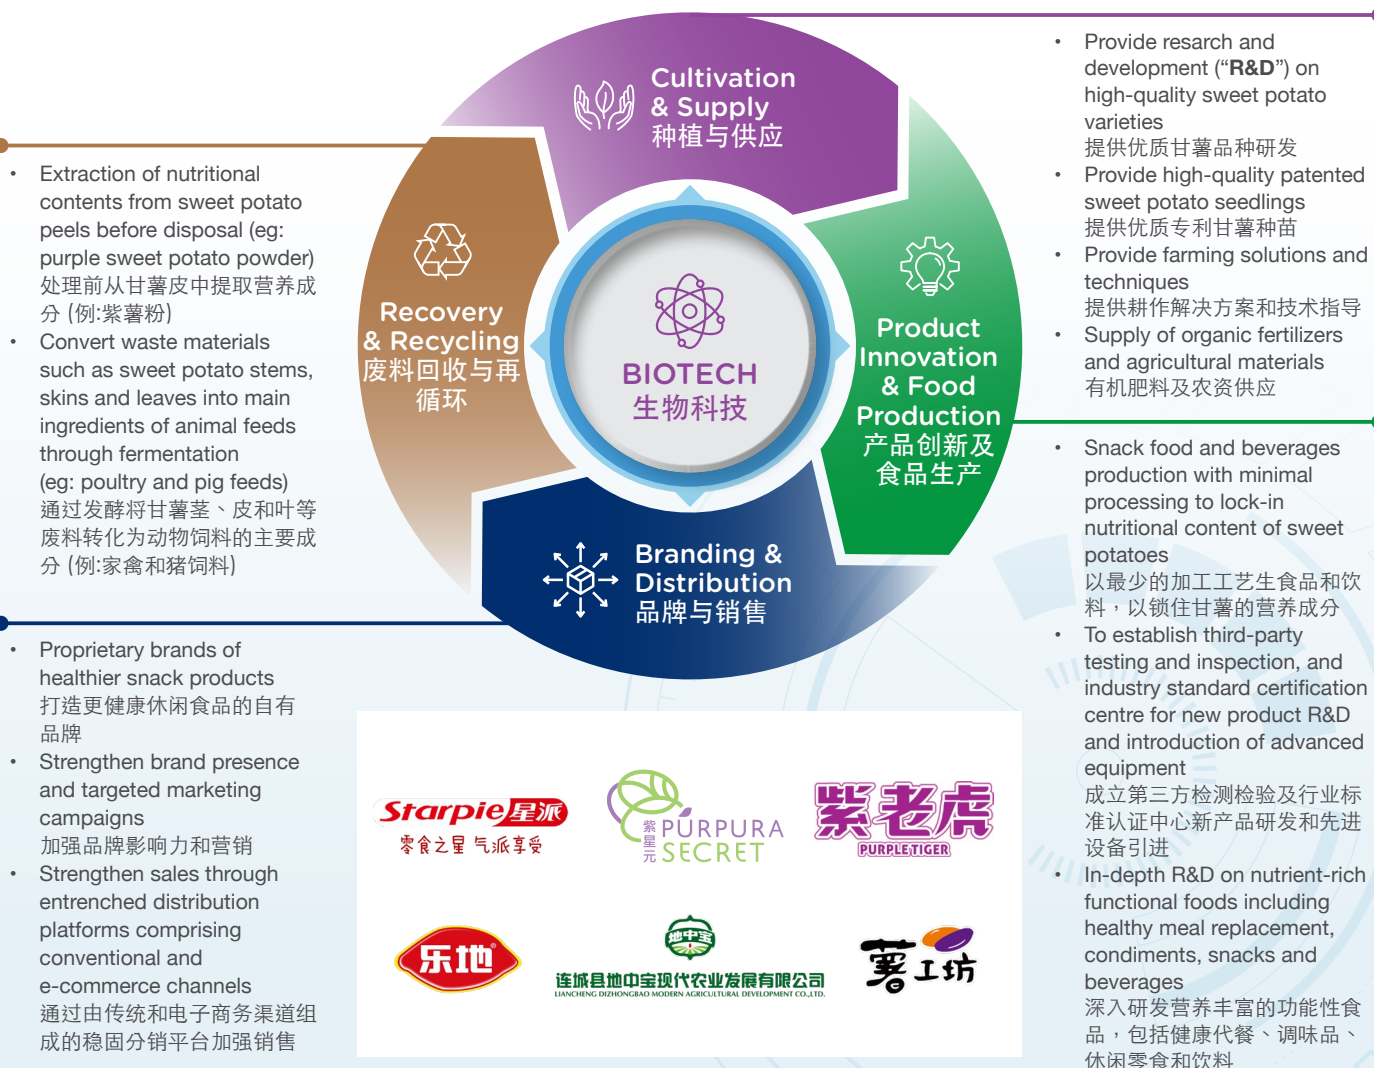 Cultivation
& Supply
种植与供应
Product
Innovation
& Food
Production
产品创新及
食品生产
Branding &
Distribution
品牌与销售
Recovery
& Recycling
废料回收与再
循环
BIOTECH
生物科技
• Provide resarch and
development (“R&D”) on
high-quality sweet potato
varieties
提供优质甘薯品种研发
• Provide high-quality patented
sweet potato seedlings
提供优质专利甘薯种苗
• Provide farming solutions and
techniques
提供耕作解决方案和技术指导
• Supply of organic fertilizers
and agricultural materials
有机肥料及农资供应
• Snack food and beverages
production with minimal
processing to lock-in
nutritional content of sweet
potatoes
以最少的加工工艺生食品和饮
料，以锁住甘薯的营养成分
• To establish third-party
testing and inspection, and
industry standard certification
centre for new product R&D
and introduction of advanced
equipment
成立第三方检测检验及行业标
准认证中心新产品研发和先进
设备引进
• In-depth R&D on nutrient-rich
functional foods including
healthy meal replacement,
condiments, snacks and
beverages
深入研发营养丰富的功能性食
品，包括健康代餐、调味品、
休闲零食和饮料
• Extraction of nutritional
contents from sweet potato
peels before disposal (eg:
purple sweet potato powder)
处理前从甘薯皮中提取营养成
分 (例:紫薯粉)
• Convert waste materials
such as sweet potato stems,
skins and leaves into main
ingredients of animal feeds
through fermentation
(eg: poultry and pig feeds)
通过发酵将甘薯茎、皮和叶等
废料转化为动物饲料的主要成
分 (例:家禽和猪饲料)
• Proprietary brands of
healthier snack products
打造更健康休闲食品的自有
品牌
• Strengthen brand presence
and targeted marketing
campaigns
加强品牌影响力和营销
• Strengthen sales through
entrenched distribution
platforms comprising
conventional and
e-commerce channels
通过由传统和电子商务渠道组
成的稳固分销平台加强销售
Starpie 星派
零食之星 气派享受
紫星元
PURPURA
SECRET
紫老虎
PURPLE TIGER
乐地®
地中宝
连城县地中宝现代农业发展有限公司
LIANCHENG DIZHONGBAO MODERN AGRICULTURAL DEVELOPMENT CO.,LTD.
薯工坊